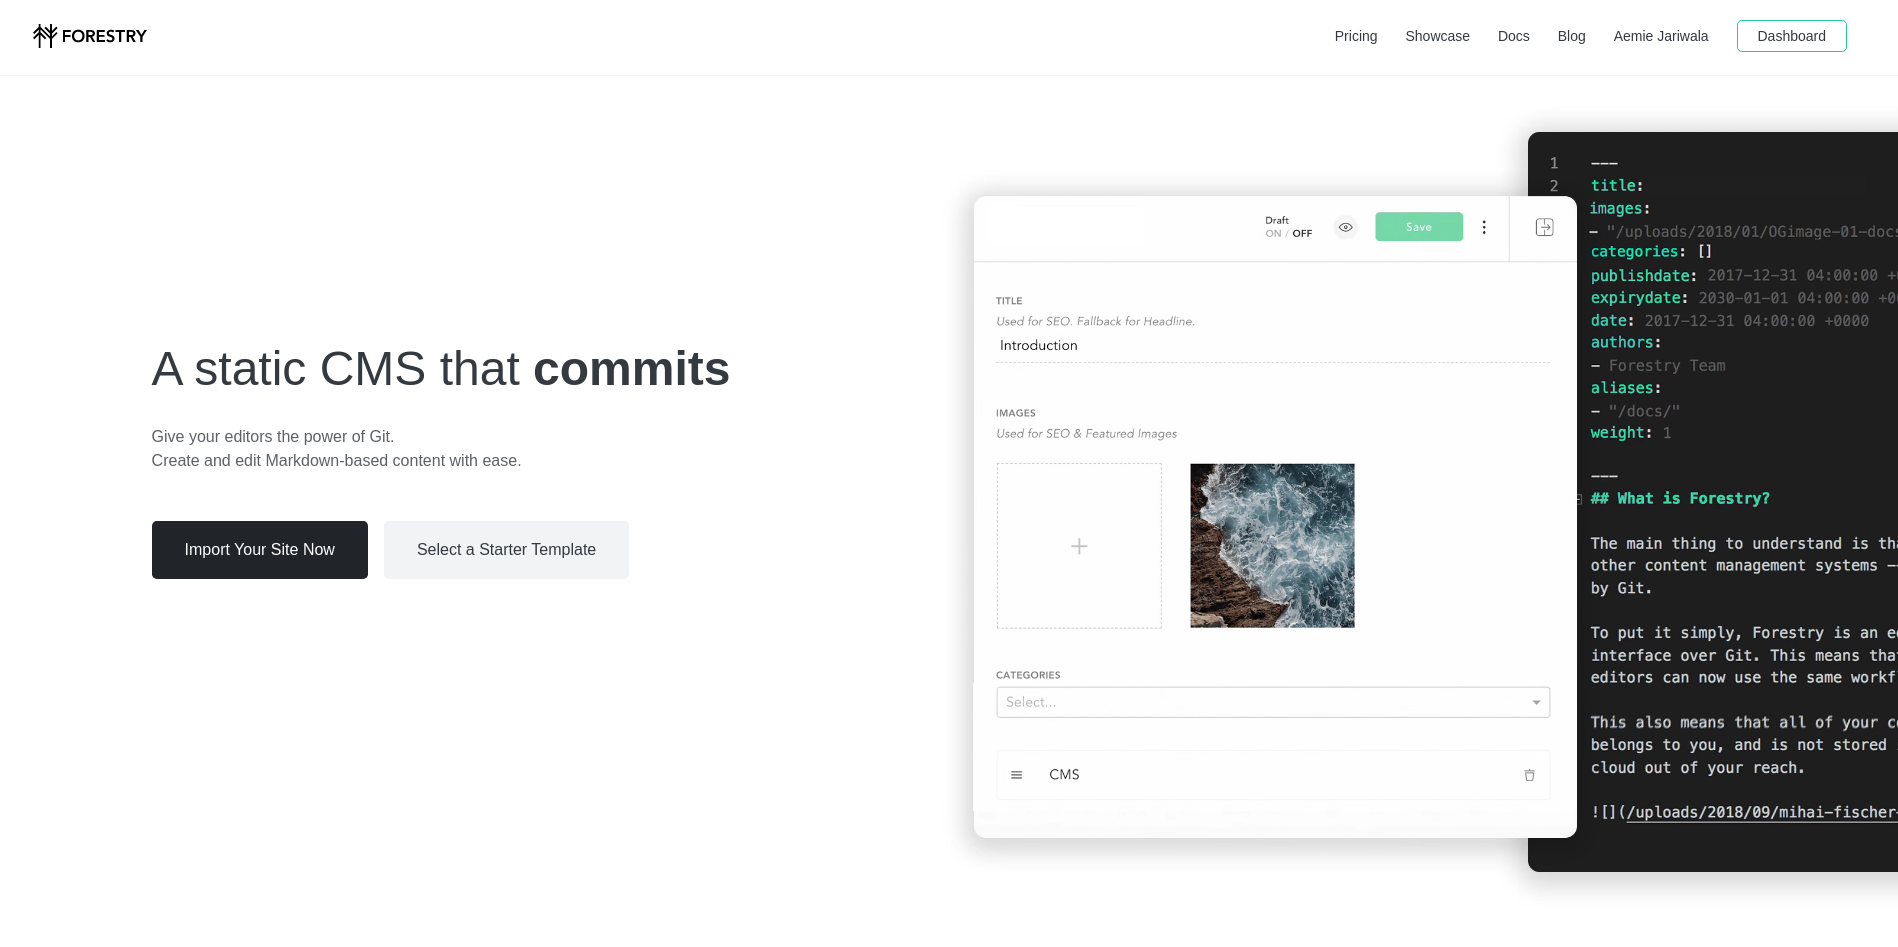 FORESTRY
Pricing
Showcase
Docs
Blog
Aemie Jariwala
Dashboard
A static CMS that commits
Give your editors the power of Git.
Create and edit Markdown-based content with ease.
Import Your Site Now
Select a Starter Template
Draft
ON / OFF
Save
TITLE
Used for SEO. Fallback for Headline.
Introduction
IMAGES
Used for SEO & Featured Images
CATEGORIES
Select...
CMS
1 ---
2 title:
images:
- "/uploads/2018/01/OGimage-01-docs
categories: []
publishdate: 2017-12-31 04:00:00
expirydate: 2030-01-01 04:00:00 +0
date: 2017-12-31 04:00:00 +0000
authors:
- Forestry Team
aliases:
- "/docs/"
weight: 1
---
## What is Forestry?
The main thing to understand is
other content management systems
by Git.
To put it simply, Forestry is an
interface over Git. This means
editors can now use the same
This also means that all of your
belongs to you, and is not stored
cloud out of your reach.
![](/uploads/2018/09/mihai-fischer-